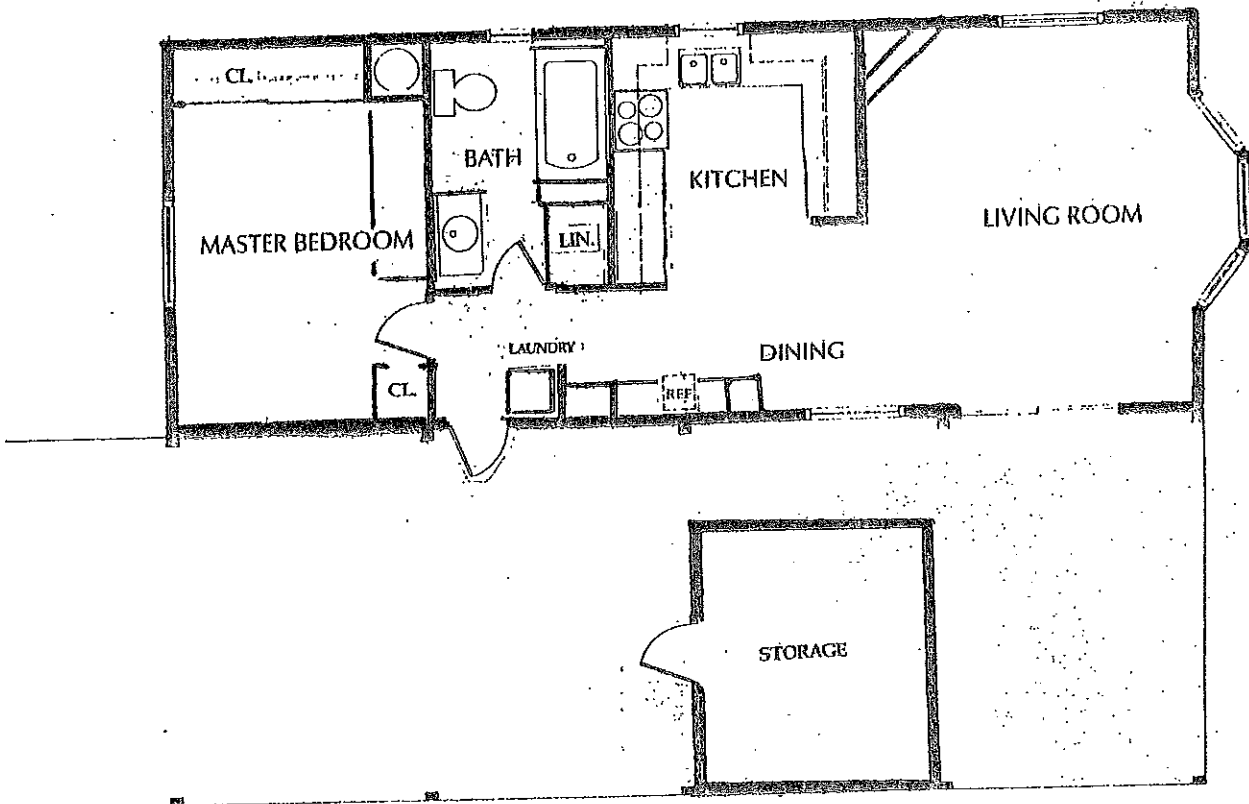 CL.
BATH
KITCHEN
LIVING ROOM
MASTER BEDROOM
LIN.
LAUNDRY
DINING
CL.
REF
STORAGE